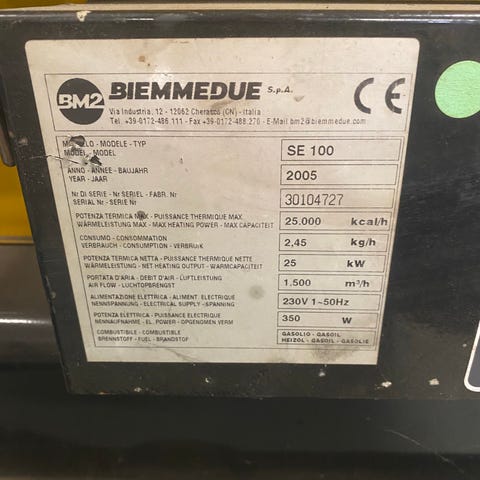 BM2 BIEMMEDUE S.p.A. CE
Via Industria, 12 - 12062 Cherasco (CN) - Italia
Tel. +39-0172-486.111 - Fax +39-0172-488.270 - E-Mail bm2@biemmedue.com
MODELLO - MODELE - TYP
MODEL - MODEL SE 100
ANNO - ANNEE - BAUJAHR
YEAR - JAAR 2005
Nr DI SERIE - Nr SERIEL - FABR. Nr
SERIAL Nr - SERIE Nr 30104727
POTENZA TERMICA MAX - PUISSANCE THERMIQUE MAX.
WÄRMELEISTUNG MAX - MAX HEATING POWER - MAX CAPACITEIT 25.000 kcal/h
CONSUMO - CONSOMMATION
VERBRAUCH - CONSUMPTION - VERBRUIK 2,45 kg/h
POTENZA TERMICA NETTA - PUISSANCE THERMIQUE NETTE
WÄRMELEISTUNG - NET HEATING OUTPUT - WARMCAPACITEIT 25 kW
PORTATA D'ARIA - DEBIT D'AIR - LUFTLEISTUNG
AIR FLOW - LUCHTOPBRENGST 1.500 m³/h
ALIMENTAZIONE ELETTRICA - ALIMENT. ELECTRIQUE
NENNSPANNUNG - ELECTRICAL SUPPLY - SPANNING 230V 1~50Hz
POTENZA ELETTRICA - PUISSANCE ELECTRIQUE
NENNAUFNAHME - EL. POWER - OPGENOMEN VERM 350 W
COMBUSTIBILE - COMBUSTIBLE
BRENNSTOFF - FUEL - BRANDSTOF
GASOLIO - GASOIL
HEIZÖL - GASOIL - GASOLIE